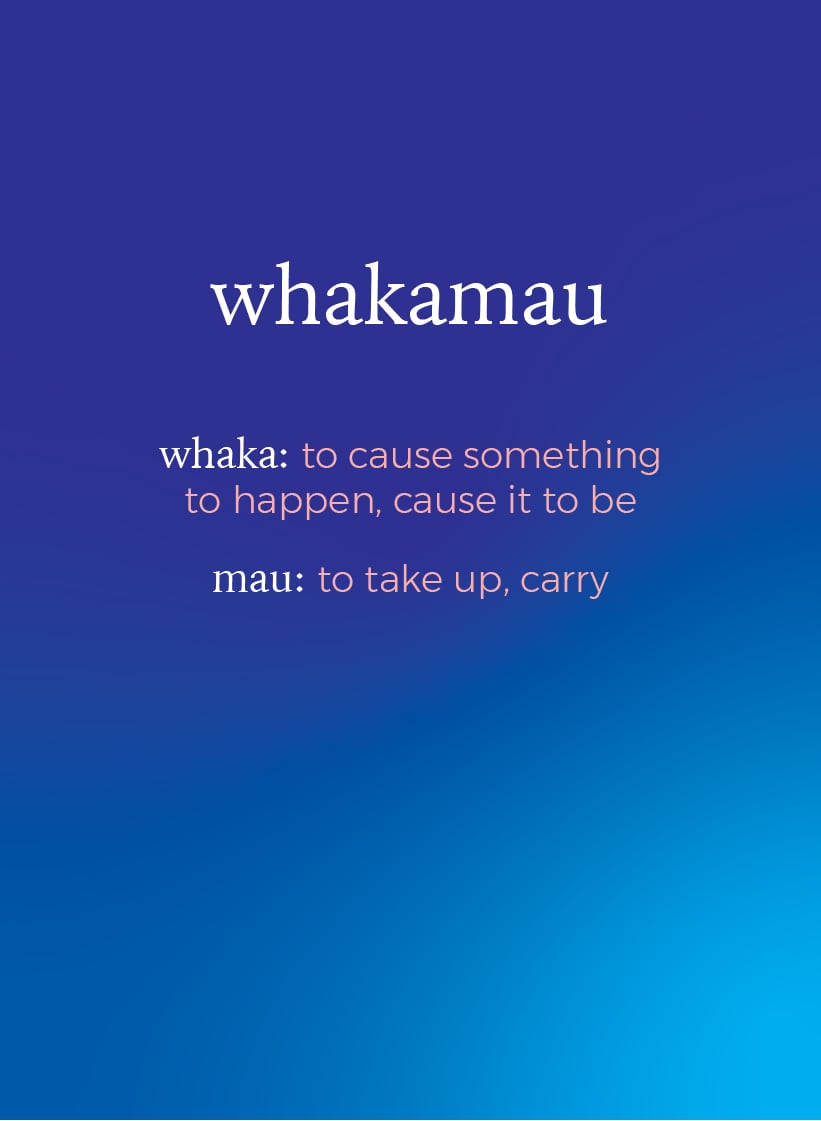 whakamau
whaka: to cause something
to happen, cause it to be
mau: to take up, carry